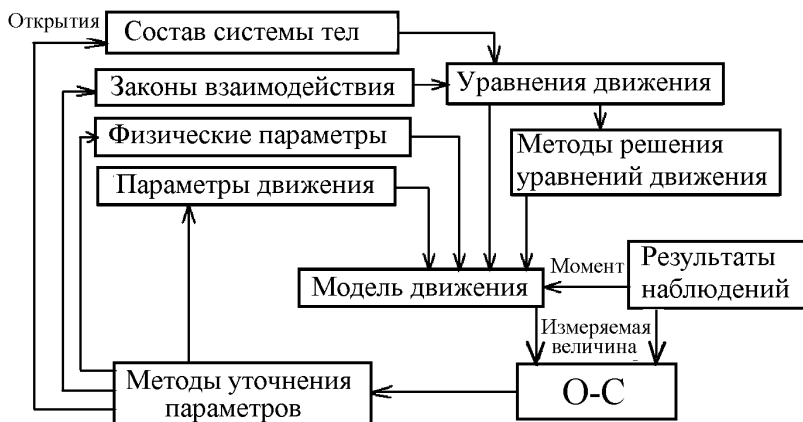 Открытия
Состав системы тел
Законы взаимодействия
Уравнения движения
Физические параметры
Методы решения
уравнений движения
Параметры движения
Модель движения
Момент
Результаты
наблюдений
Измеряемая
величина
Методы уточнения
параметров
О-С